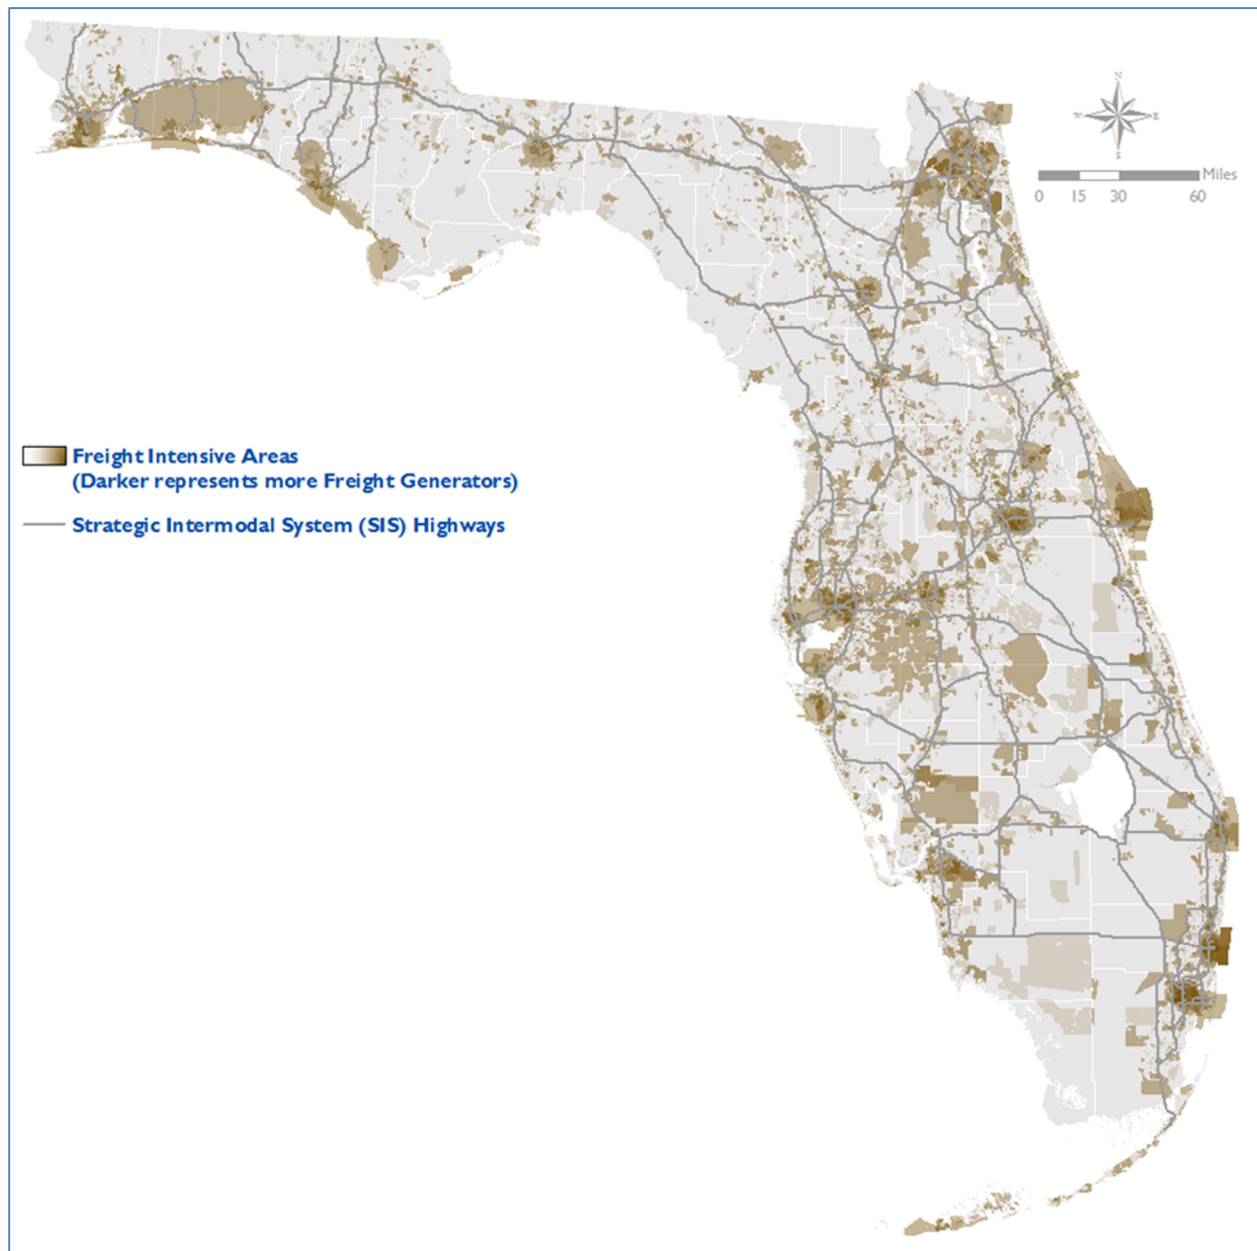 N
W E
S
Miles
0 15 30 60
Freight Intensive Areas
(Darker represents more Freight Generators)
Strategic Intermodal System (SIS) Highways